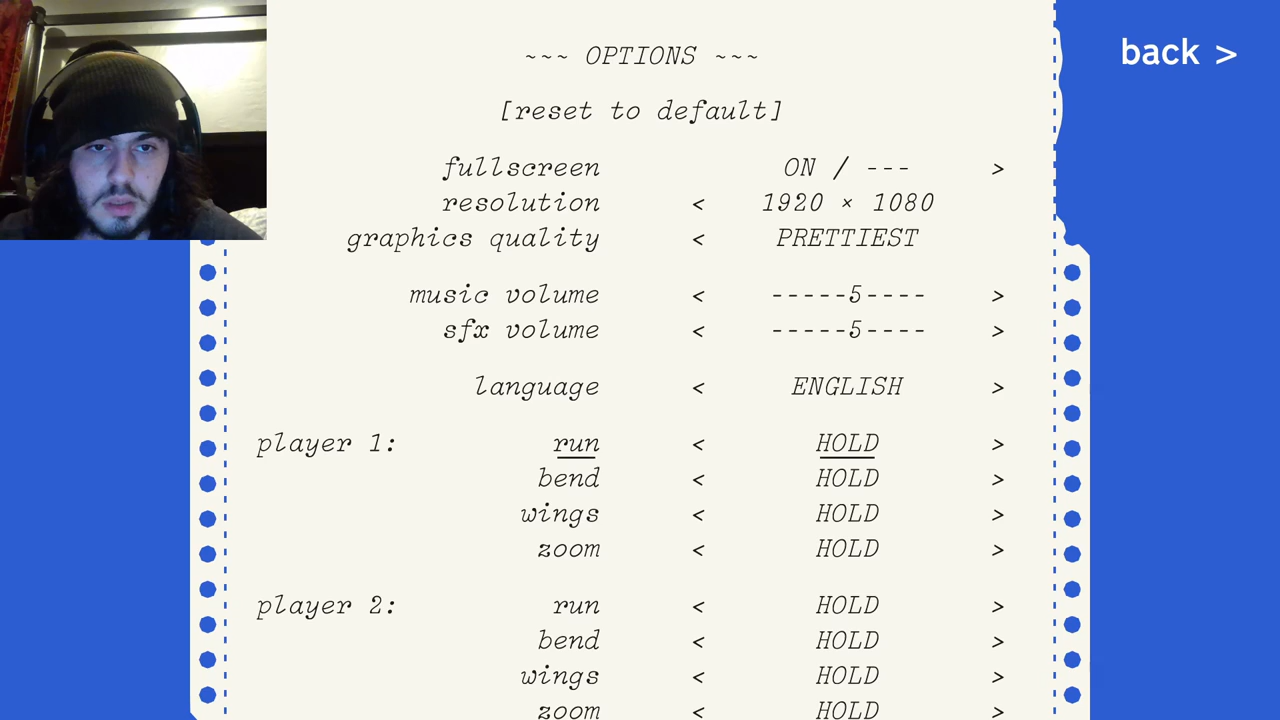 back >
~~~ OPTIONS ~~~
[reset to default]
fullscreen ON / --- >
resolution < 1920 × 1080
graphics quality < PRETTIEST
music volume < -----5---- >
sfx volume < -----5---- >
language < ENGLISH >
player 1: run < HOLD >
bend < HOLD >
wings < HOLD >
zoom < HOLD >
player 2: run < HOLD >
bend < HOLD >
wings < HOLD >
zoom < HOLD >